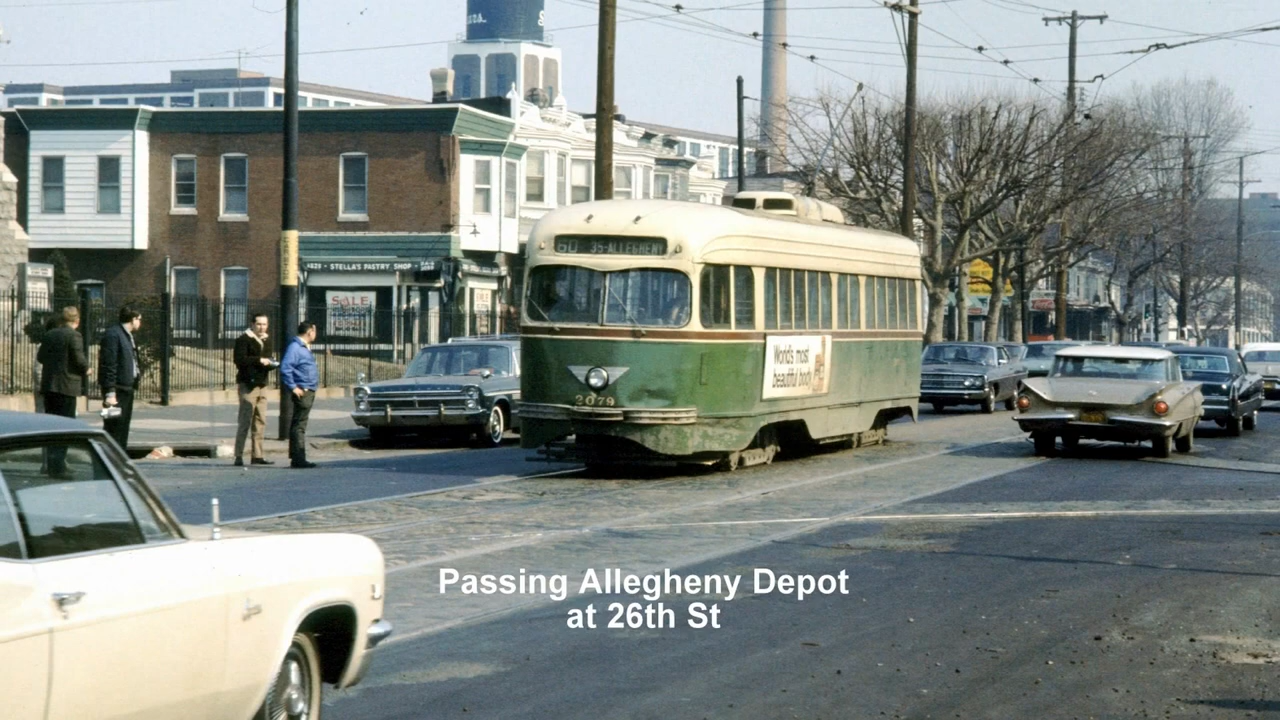 60 35-ALLEGHENY
STELLA'S PASTRY SHOP
SALE
World's most
beautiful body
2079
Passing Allegheny Depot
at 26th St